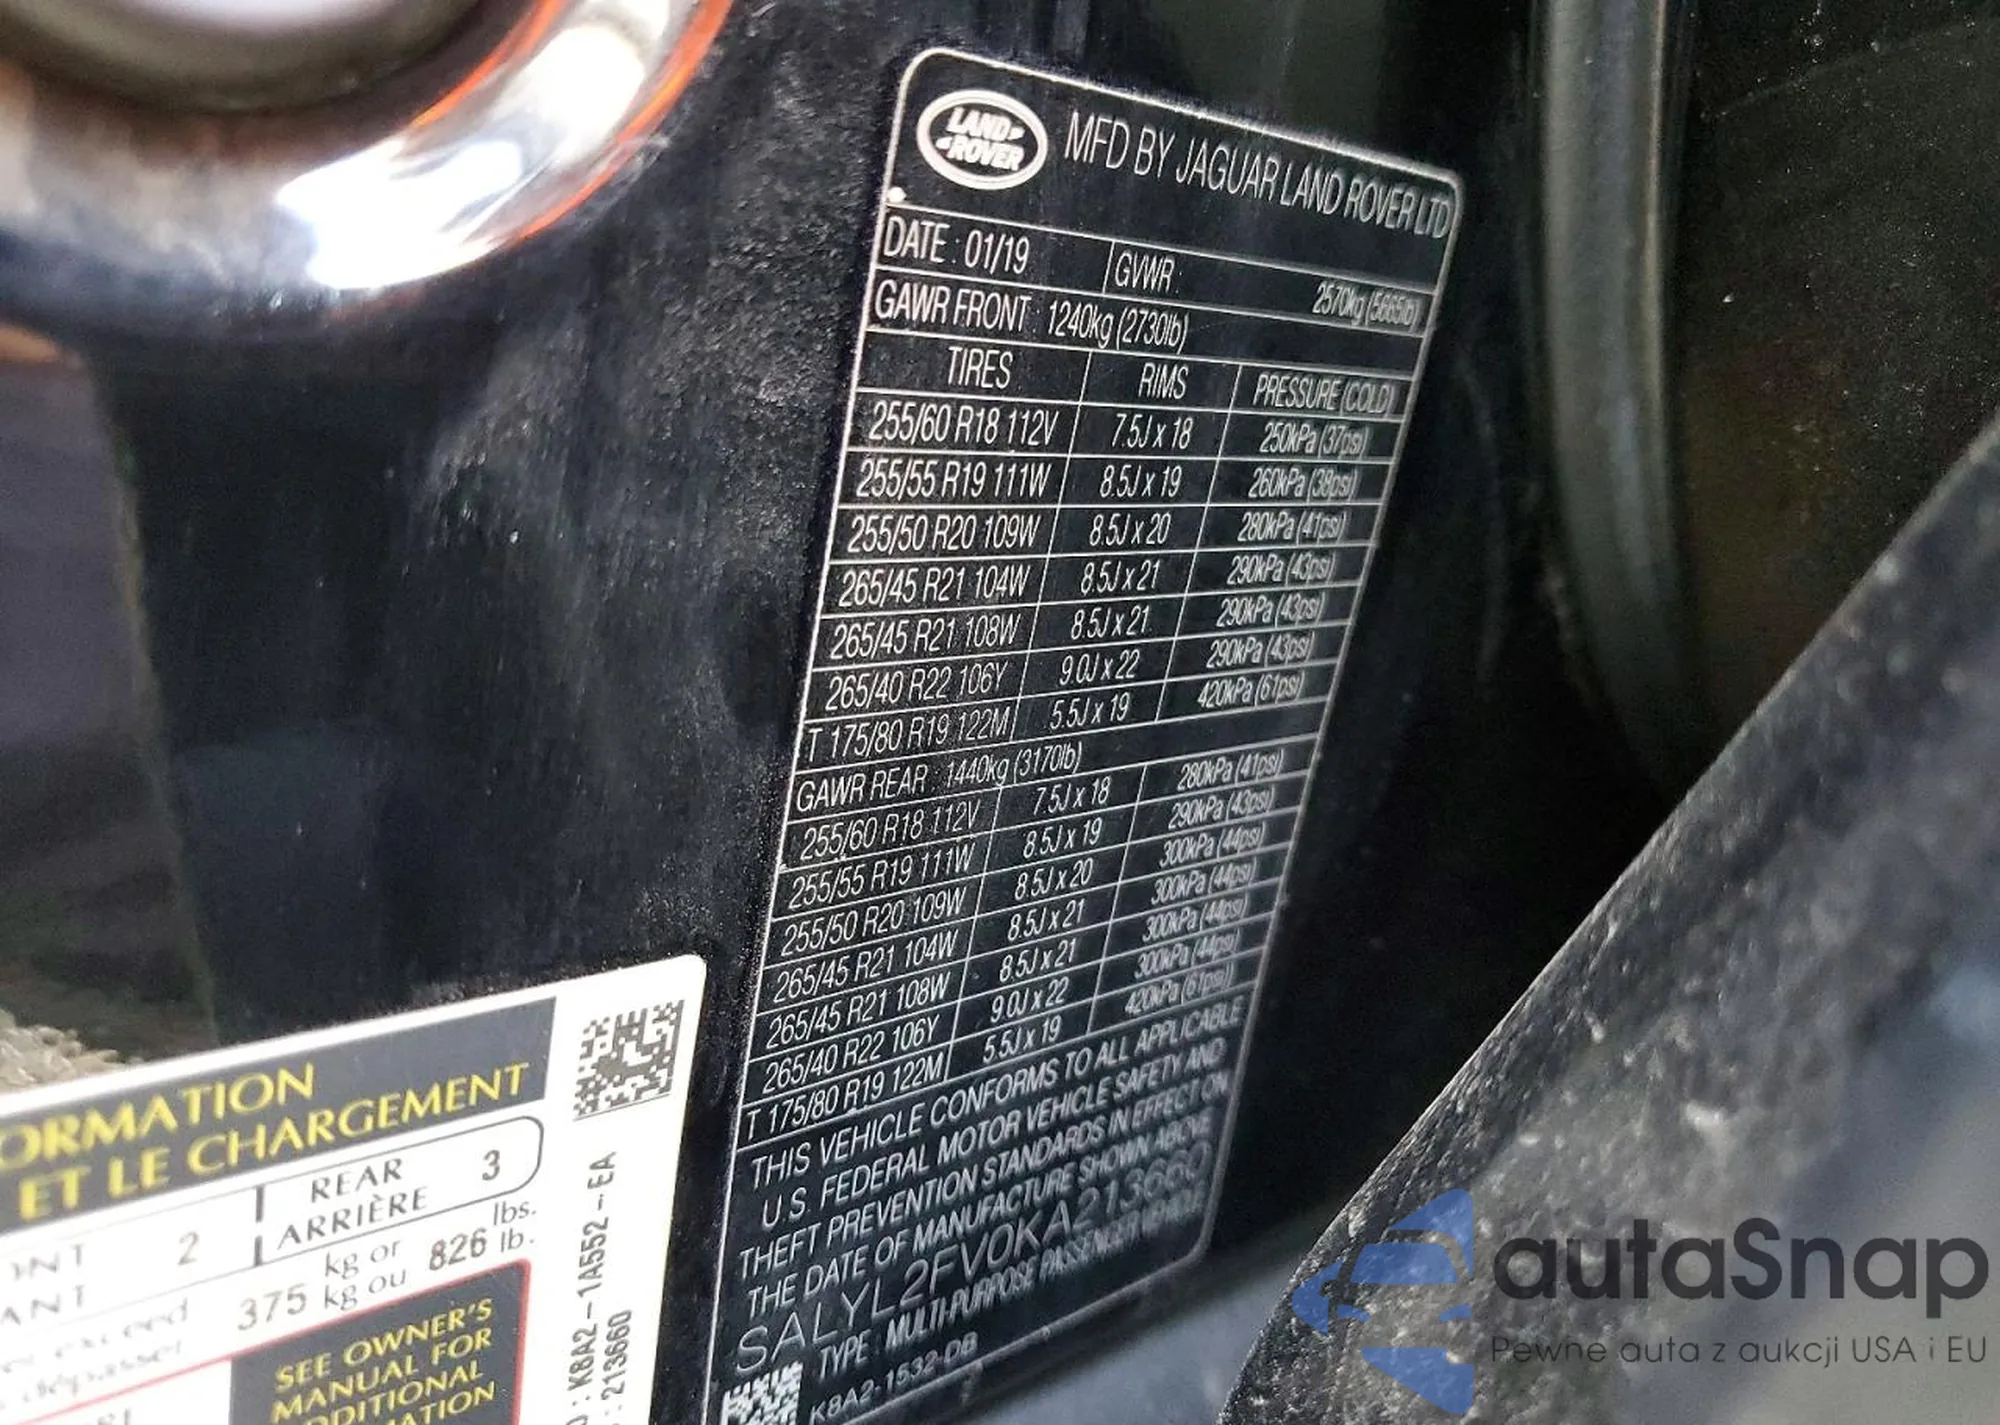 LAND ROVER
MFD BY JAGUAR LAND ROVER LTD
DATE : 01/19 GVWR : 2570kg (5665lb)
GAWR FRONT : 1240kg (2730lb)
TIRES RIMS PRESSURE (COLD)
255/60 R18 112V 7.5J x 18 250kPa (37psi)
255/55 R19 111W 8.5J x 19 260kPa (38psi)
255/50 R20 109W 8.5J x 20 280kPa (41psi)
265/45 R21 104W 8.5J x 21 290kPa (43psi)
265/45 R21 108W 8.5J x 21 290kPa (43psi)
265/40 R22 106Y 9.0J x 22 290kPa (43psi)
T 175/80 R19 122M 5.5J x 19 420kPa (61psi)
GAWR REAR : 1440kg (3170lb)
255/60 R18 112V 7.5J x 18 280kPa (41psi)
255/55 R19 111W 8.5J x 19 290kPa (43psi)
255/50 R20 109W 8.5J x 20 300kPa (44psi)
265/45 R21 104W 8.5J x 21 300kPa (44psi)
265/45 R21 108W 8.5J x 21 300kPa (44psi)
265/40 R22 106Y 9.0J x 22 300kPa (44psi)
T 175/80 R19 122M 5.5J x 19 420kPa (61psi)
THIS VEHICLE CONFORMS TO ALL APPLICABLE
U.S. FEDERAL MOTOR VEHICLE SAFETY AND
THEFT PREVENTION STANDARDS IN EFFECT ON
THE DATE OF MANUFACTURE SHOWN ABOVE
SALYL2FV0KA213660
TYPE : MULTI-PURPOSE PASSENGER VEHICLE
K8A2-1532-DB
ORMATION
ET LE CHARGEMENT
REAR 3
ARRIÈRE
2
375 kg or 826 lbs.
kg ou lb.
exceed
dépasser
SEE OWNER'S
MANUAL FOR
ADDITIONAL
K8A2-1A552-EA
: 213660
autaSnap
Pewne auta z aukcji USA i EU